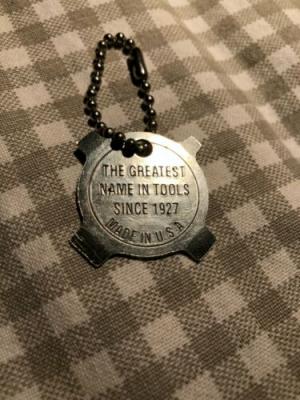 THE GREATEST
NAME IN TOOLS
SINCE 1927
MADE IN U S A